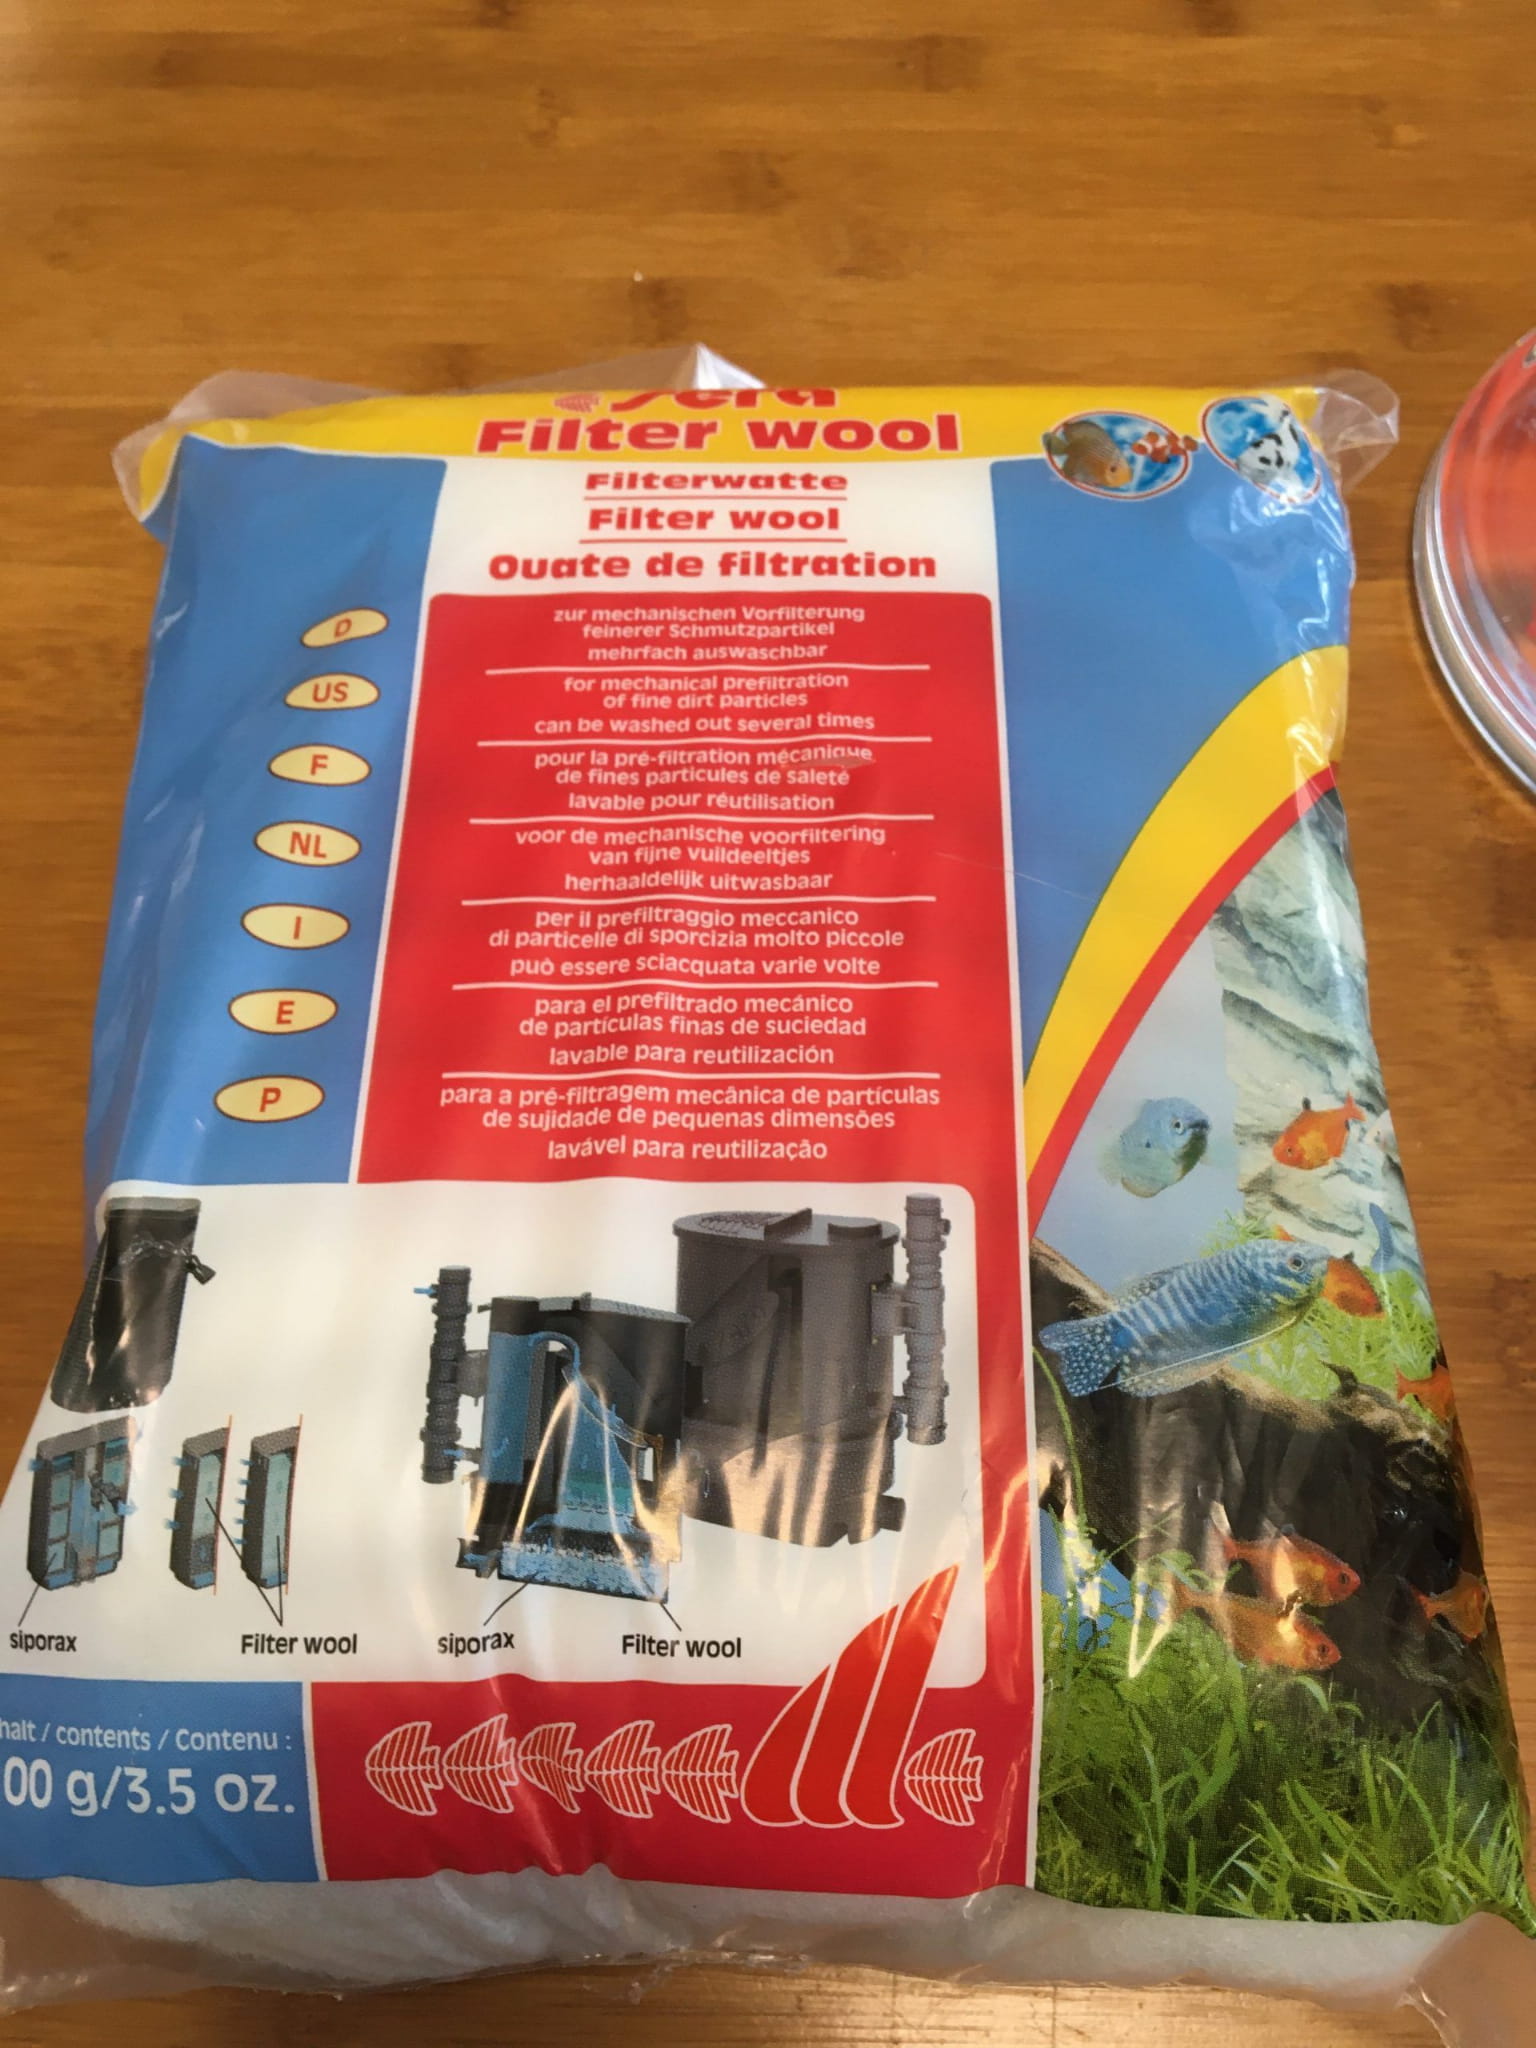 sera
Filter wool
Filterwatte
Filter wool
Ouate de filtration
D
zur mechanischen Vorfilterung
feinerer Schmutzpartikel
mehrfach auswaschbar
US
for mechanical prefiltration
of fine dirt particles
can be washed out several times
F
pour la pré-filtration mécanique
de fines particules de saleté
lavable pour réutilisation
NL
voor de mechanische voorfiltering
van fijne vuildeeltjes
herhaaldelijk uitwasbaar
I
per il prefiltraggio meccanico
di particelle di sporcizia molto piccole
può essere sciacquata varie volte
E
para el prefiltrado mecánico
de partículas finas de suciedad
lavable para reutilización
P
para a pré-filtragem mecânica de partículas
de sujidade de pequenas dimensões
lavável para reutilização
siporax Filter wool siporax Filter wool
halt / contents / Contenu :
00 g/3.5 oz.